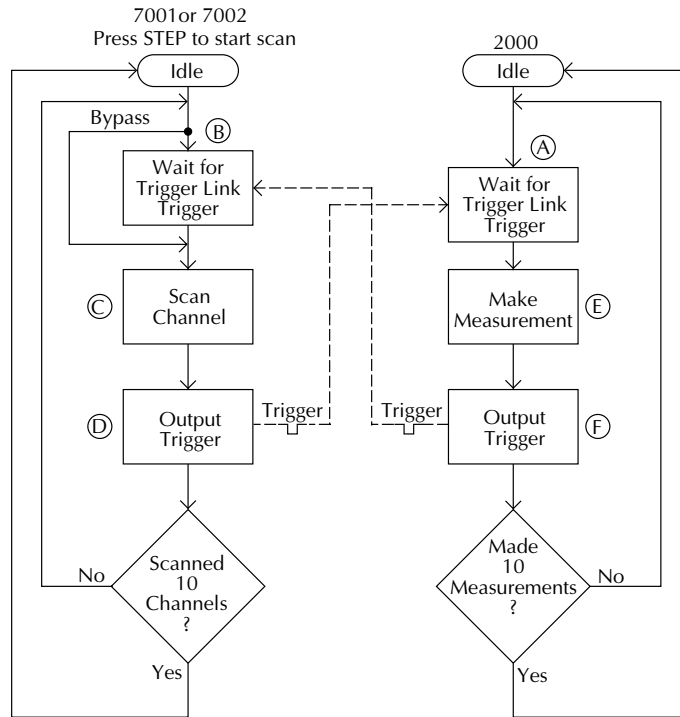 7001or 7002
Press STEP to start scan
Idle
Bypass
B
Wait for
Trigger Link
Trigger
C
Scan
Channel
D
Output
Trigger
Trigger
Scanned
10
Channels
?
No
Yes
2000
Idle
A
Wait for
Trigger Link
Trigger
Make
Measurement
E
Trigger
Output
Trigger
F
Made
10
Measurements
?
No
Yes